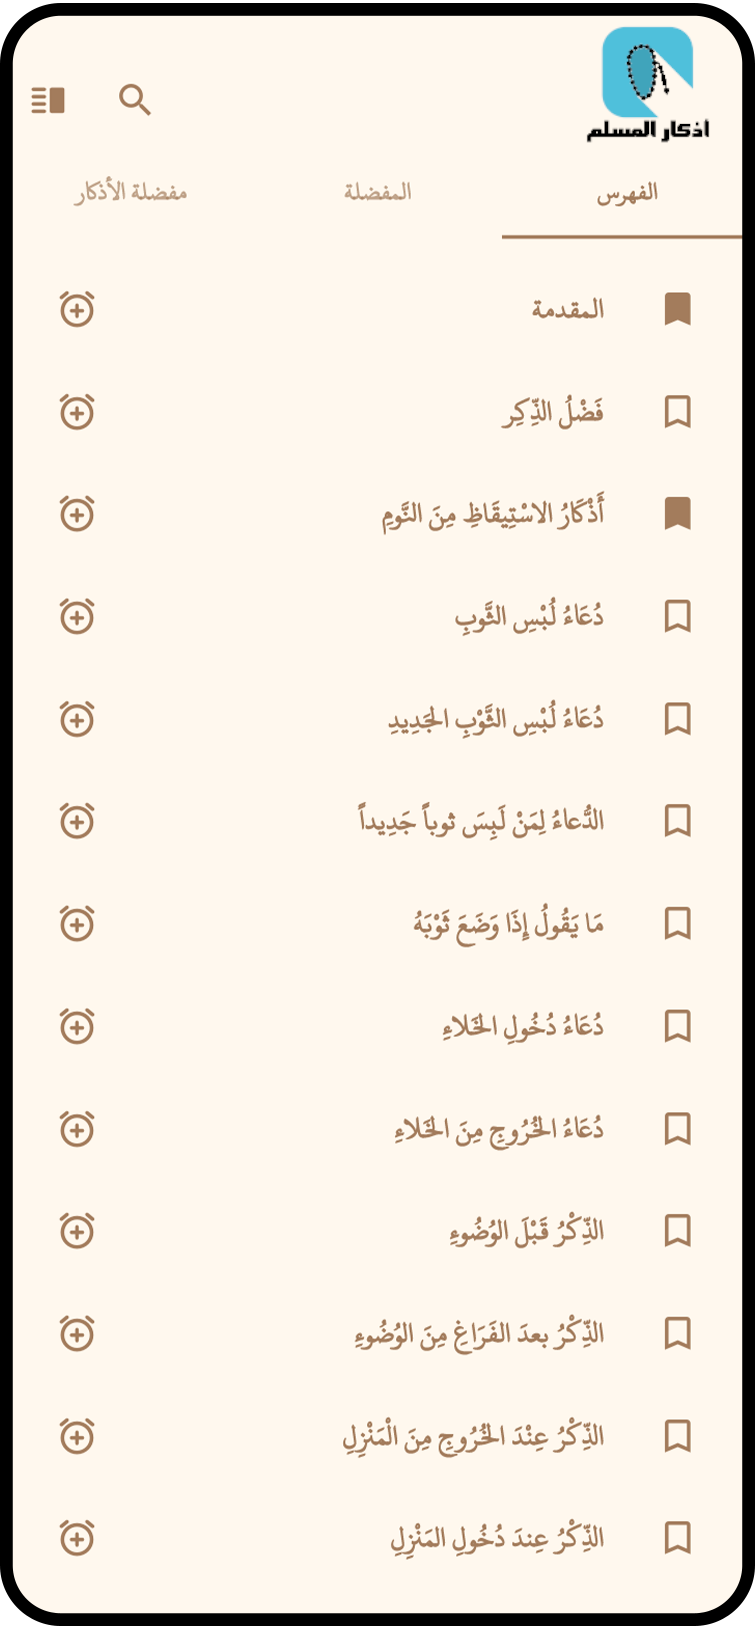 أذكار المسلم
الفهرس
المفضلة
مفضلة الأذكار
المقدمة
فَضْلُ الذِّكِر
أَذْكَارُ الاسْتِيقَاظِ مِنَ النَّومِ
دُعَاءُ لُبْسِ الثَّوبِ
دُعَاءُ لُبْسِ الثَّوْبِ الجَدِيدِ
الدُّعاءُ لِمَنْ لَبِسَ ثوباً جَدِيداً
مَا يَقُولُ إِذَا وَضَعَ ثَوْبَهُ
دُعَاءُ دُخُولِ الخَلاءِ
دُعَاءُ الخُرُوجِ مِنَ الخَلاءِ
الذِّكْرُ قَبْلَ الوُضُوءِ
الذِّكْرُ بعدَ الفَرَاغِ مِنَ الوُضُوءِ
الذِّكْرُ عِنْدَ الخُرُوجِ مِنَ الْمَنْزِلِ
الذِّكْرُ عِندَ دُخُولِ المَنْزِلِ